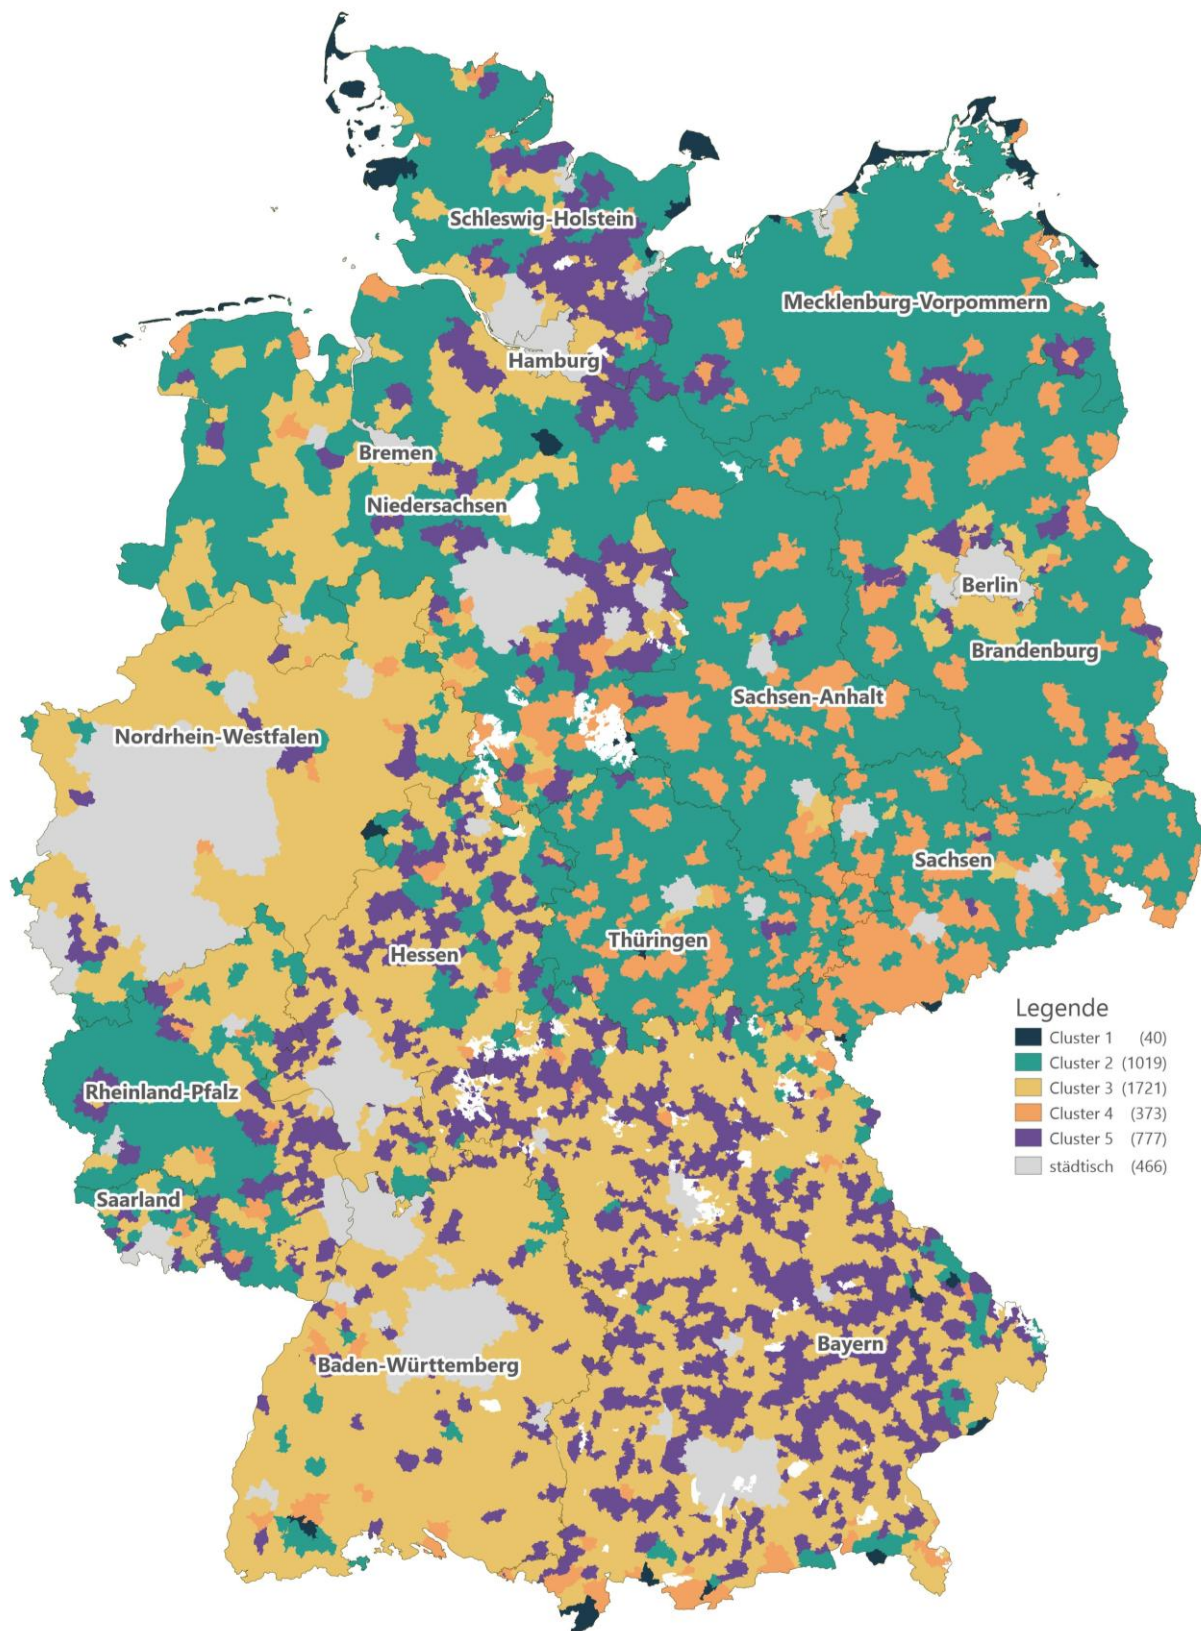 Schleswig-Holstein
Mecklenburg-Vorpommern
Hamburg
Bremen
Niedersachsen
Berlin
Brandenburg
Sachsen-Anhalt
Nordrhein-Westfalen
Sachsen
Thüringen
Hessen
Legende
Cluster 1 (40)
Cluster 2 (1019)
Cluster 3 (1721)
Cluster 4 (373)
Cluster 5 (777)
städtisch (466)
Rheinland-Pfalz
Saarland
Bayern
Baden-Württemberg